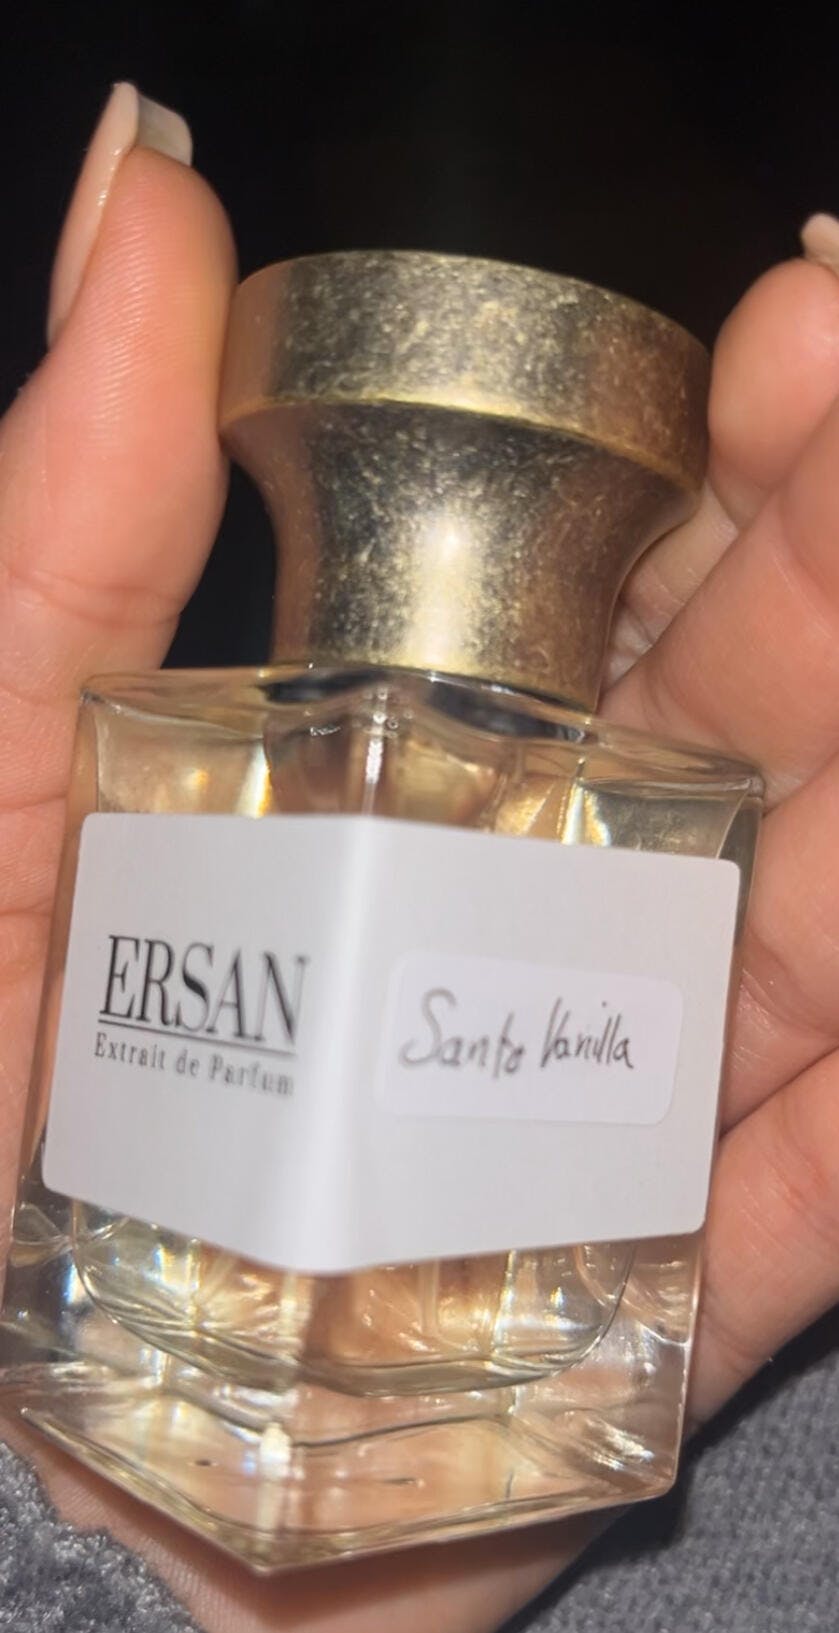 ERSAN
Extrait de Parfum
Santo Vanilla